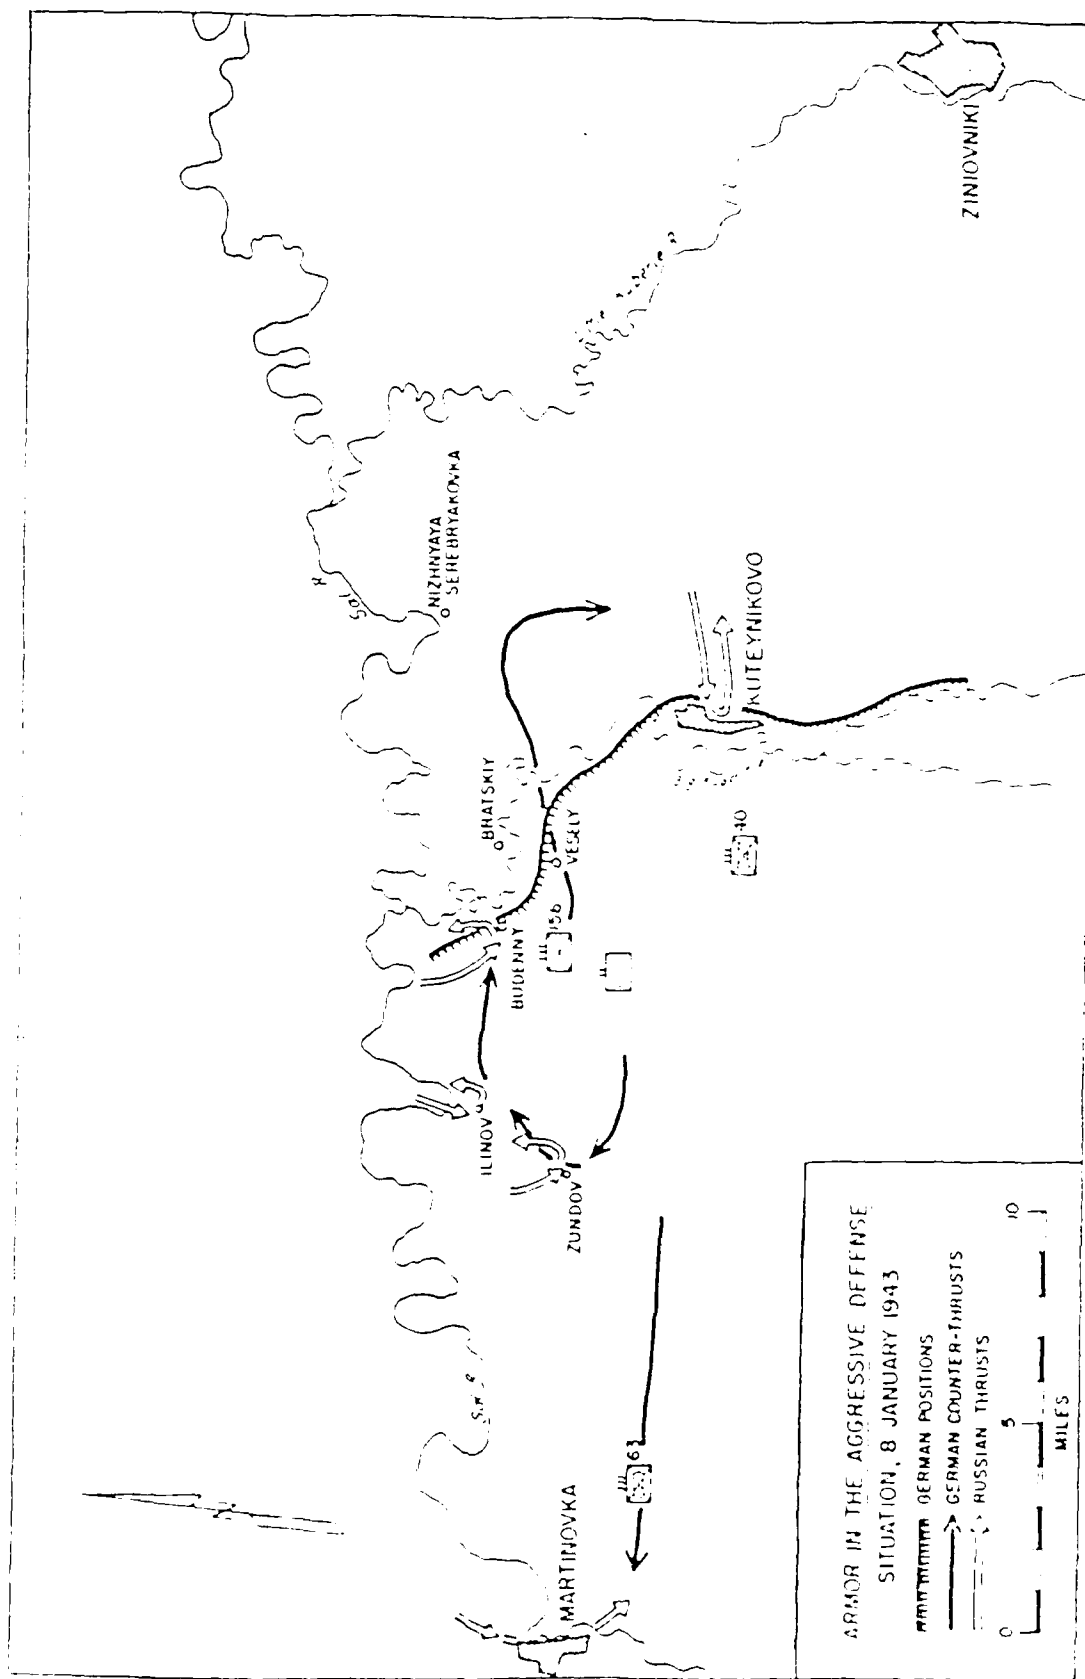 ZINIOVNIKI
Sal R
NIZHNYAYA
SEREBRYAKOVKA
KUTEYNIKOVO
BRATSKIY
VESELY
40
BUDENNY
156
ILINOV
ZUNDOV
63
MARTINOVKA
ARMOR IN THE AGGRESSIVE DEFENSE
SITUATION, 8 JANUARY 1943
GERMAN POSITIONS
GERMAN COUNTER-THRUSTS
RUSSIAN THRUSTS
0 5 10
MILES